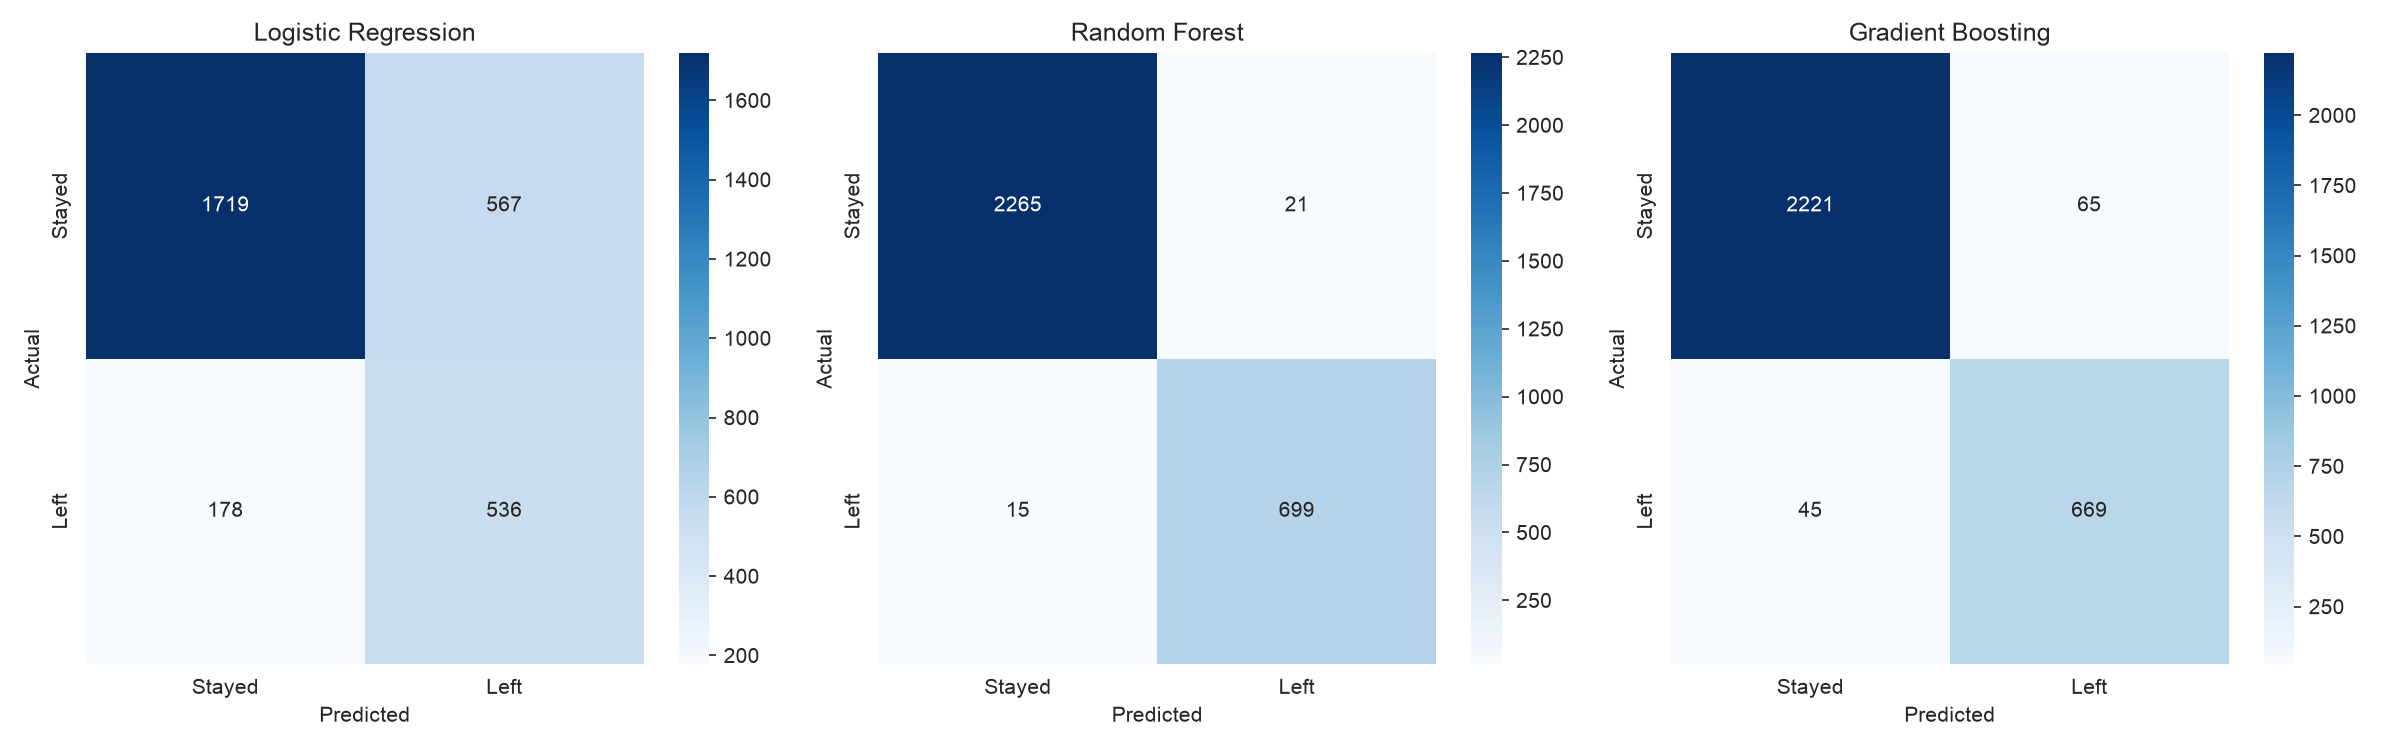 Logistic Regression
Stayed
Left
Actual
1719
567
178
536
Stayed
Left
Predicted
1600
1400
1200
1000
800
600
400
200
Random Forest
Stayed
Left
Actual
2265
21
15
699
Stayed
Left
Predicted
2250
2000
1750
1500
1250
1000
750
500
250
Gradient Boosting
Stayed
Left
Actual
2221
65
45
669
Stayed
Left
Predicted
2000
1750
1500
1250
1000
750
500
250